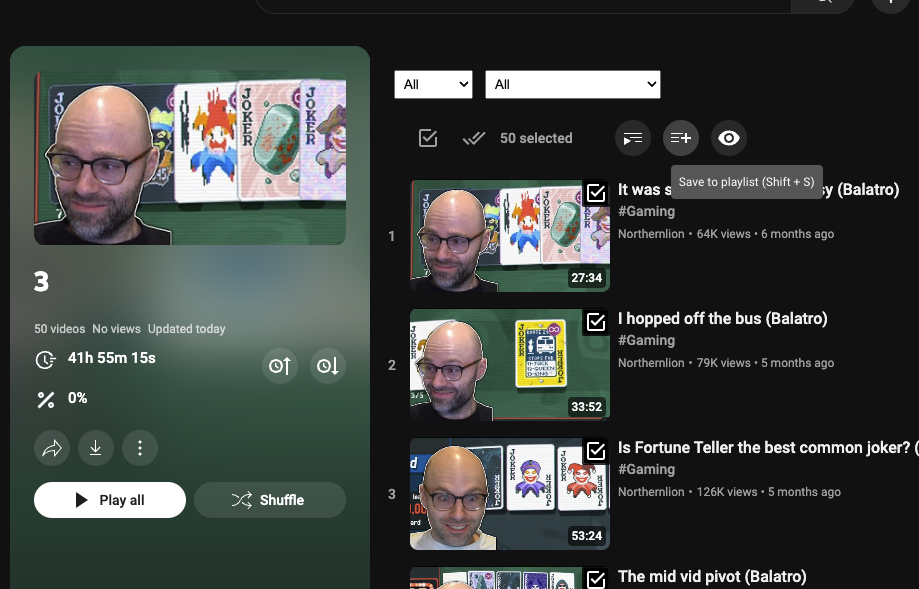 All
All
50 selected
Save to playlist (Shift + S)
3
50 videos No views Updated today
41h 55m 15s
0%
Play all
Shuffle
1
27:34
It was s
sy (Balatro)
#Gaming
Northernlion • 64K views • 6 months ago
2
33:52
I hopped off the bus (Balatro)
#Gaming
Northernlion • 79K views • 5 months ago
3
53:24
Is Fortune Teller the best common joker? (
#Gaming
Northernlion • 126K views • 5 months ago
The mid vid pivot (Balatro)
JOKER
JOKER
JOKER